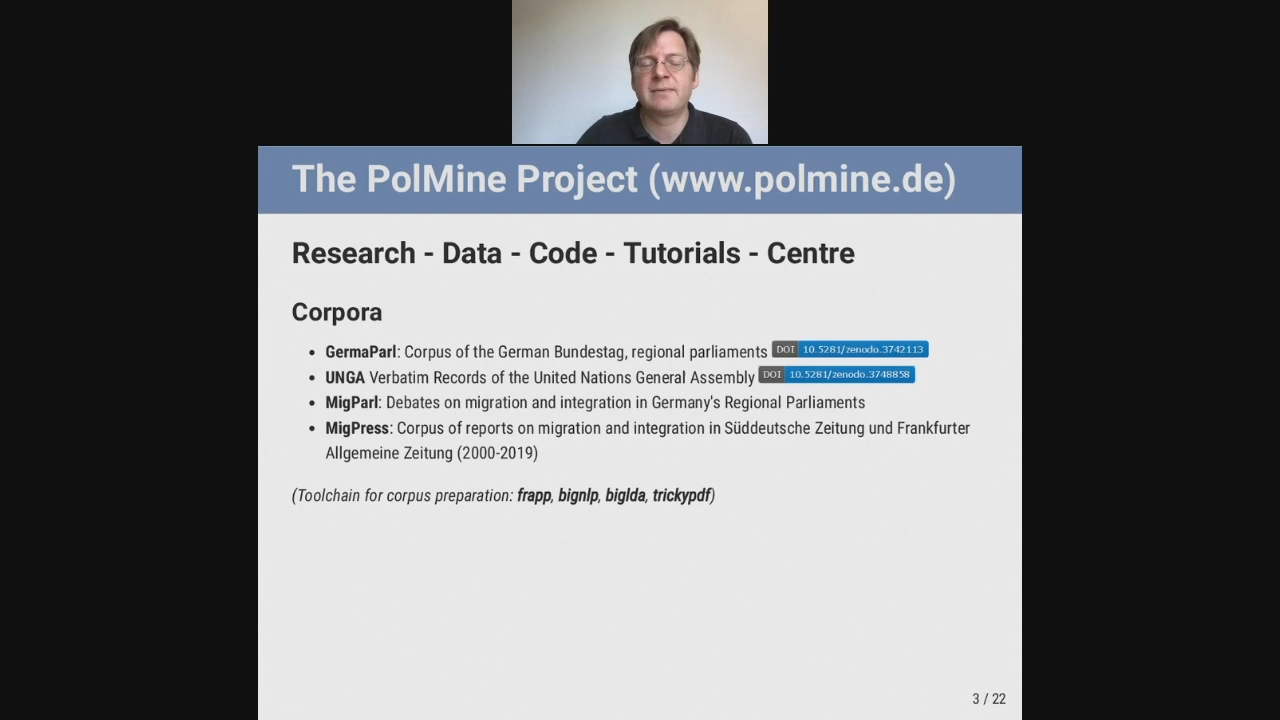 The PolMine Project (www.polmine.de)
Research - Data - Code - Tutorials - Centre
Corpora
• GermaParl: Corpus of the German Bundestag, regional parliaments DOI 10.5281/zenodo.3742113
• UNGA Verbatim Records of the United Nations General Assembly DOI 10.5281/zenodo.3748858
• MigParl: Debates on migration and integration in Germany's Regional Parliaments
• MigPress: Corpus of reports on migration and integration in Süddeutsche Zeitung und Frankfurter
Allgemeine Zeitung (2000-2019)
(Toolchain for corpus preparation: frapp, bignlp, biglda, trickypdf)
3 / 22